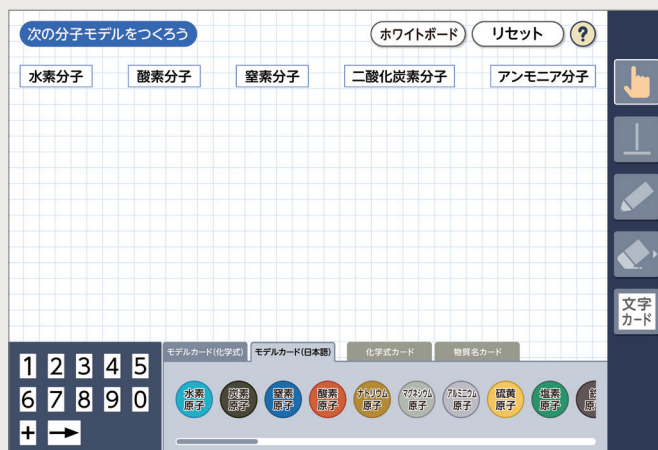 次の分子モデルをつくろう
ホワイトボード
リセット
?
水素分子
酸素分子
窒素分子
二酸化炭素分子
アンモニア分子
文字
カード
モデルカード(化学式)
モデルカード(日本語)
化学式カード
物質名カード
1 2 3 4 5
6 7 8 9 0
+ →
水素
原子
炭素
原子
窒素
原子
酸素
原子
ナトリウム
原子
マグネシウム
原子
アルミニウム
原子
硫黄
原子
塩素
原子